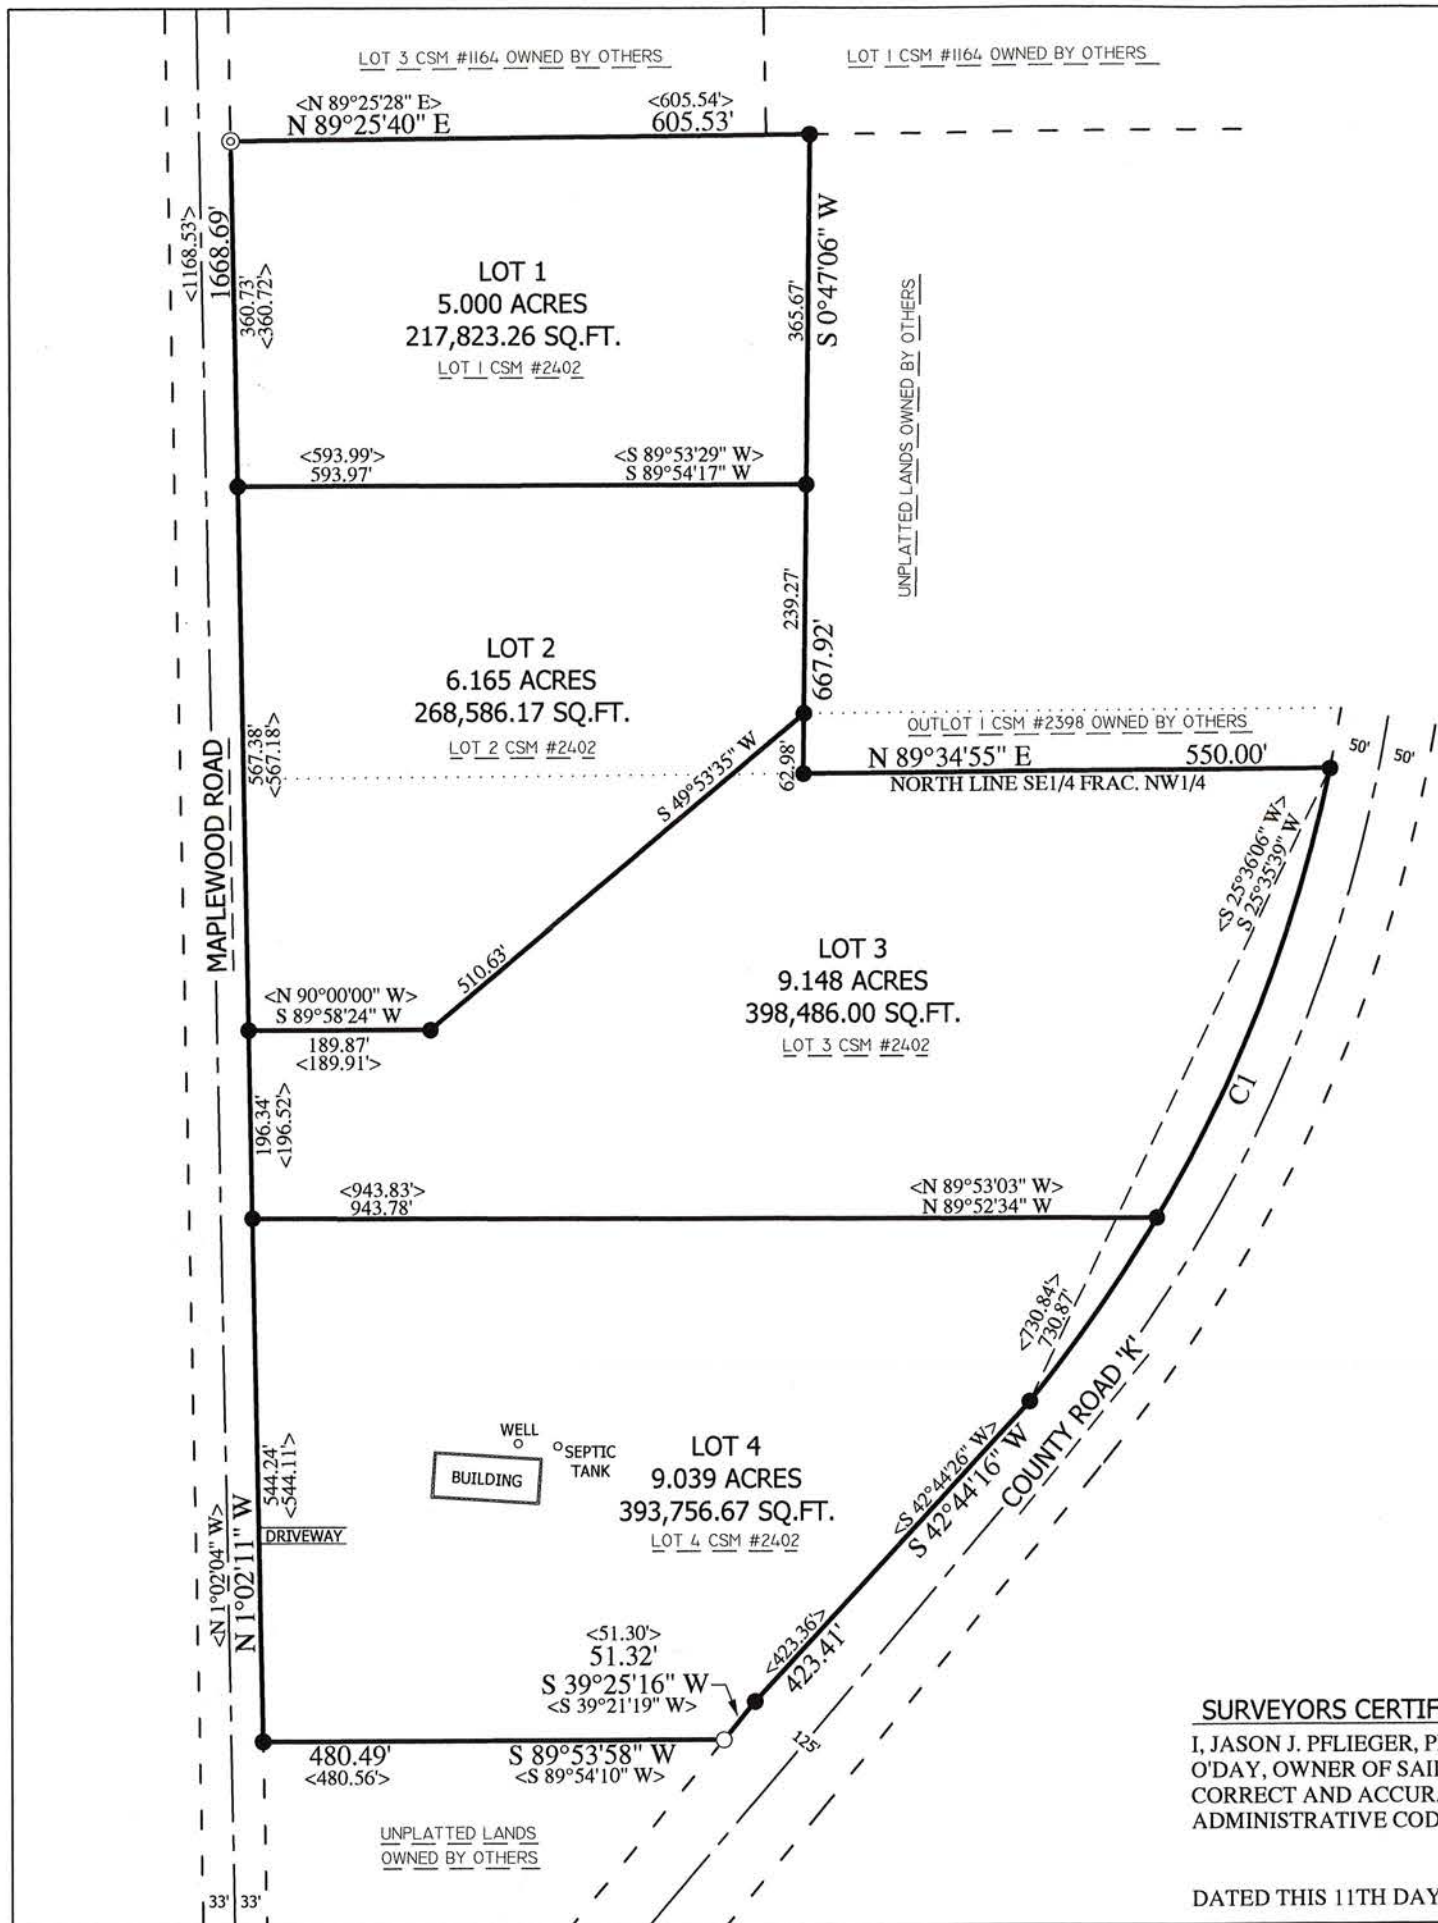 LOT 3 CSM #1164 OWNED BY OTHERS
LOT 1 CSM #1164 OWNED BY OTHERS
<N 89°25'28" E>
N 89°25'40" E
<605.54'>
605.53'
<1168.53'>
1668.69'
360.73'
<360.72'>
LOT 1
5.000 ACRES
217,823.26 SQ.FT.
LOT 1 CSM #2402
365.67'
S 0°47'06" W
UNPLATTED LANDS OWNED BY OTHERS
<593.99'>
593.97'
<S 89°53'29" W>
S 89°54'17" W
239.27'
667.92'
LOT 2
6.165 ACRES
268,586.17 SQ.FT.
LOT 2 CSM #2402
MAPLEWOOD ROAD
567.38'
<567.18'>
S 49°53'35" W
510.63'
62.98'
OUTLOT 1 CSM #2398 OWNED BY OTHERS
N 89°34'55" E
550.00'
NORTH LINE SE1/4 FRAC. NW1/4
50'
50'
<S 25°36'06" W>
S 25°35'39" W
LOT 3
9.148 ACRES
398,486.00 SQ.FT.
LOT 3 CSM #2402
<N 90°00'00" W>
S 89°58'24" W
189.87'
<189.91'>
C1
196.34'
<196.52'>
<943.83'>
943.78'
<N 89°53'03" W>
N 89°52'34" W
<730.84'>
730.87'
COUNTY ROAD 'K'
WELL
SEPTIC
TANK
BUILDING
LOT 4
9.039 ACRES
393,756.67 SQ.FT.
LOT 4 CSM #2402
<S 42°44'26" W>
S 42°44'16" W
544.24'
<544.11'>
DRIVEWAY
<N 1°02'04" W>
N 1°02'11" W
<51.30'>
51.32'
S 39°25'16" W
<S 39°21'19" W>
<423.36'>
423.41'
480.49'
<480.56'>
S 89°53'58" W
<S 89°54'10" W>
125'
UNPLATTED LANDS
OWNED BY OTHERS
33'
33'
SURVEYORS CERTIF
I, JASON J. PFLIEGER, P
O'DAY, OWNER OF SAI
CORRECT AND ACCUR
ADMINISTRATIVE COD
DATED THIS 11TH DAY